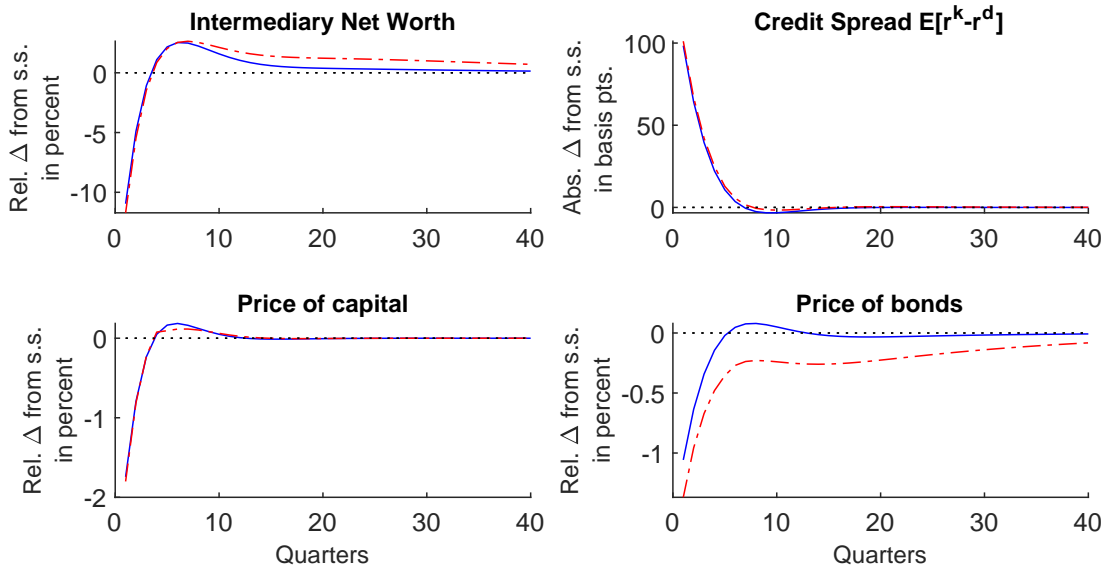 Intermediary Net Worth
Rel. Δ from s.s.
in percent
0
-5
-10
0
10
20
30
40
Credit Spread E[r^k-r^d]
Abs. Δ from s.s.
in basis pts.
100
50
0
0
10
20
30
40
Price of capital
Rel. Δ from s.s.
in percent
0
-1
-2
0
10
20
30
40
Quarters
Price of bonds
Rel. Δ from s.s.
in percent
0
-0.5
-1
0
10
20
30
40
Quarters